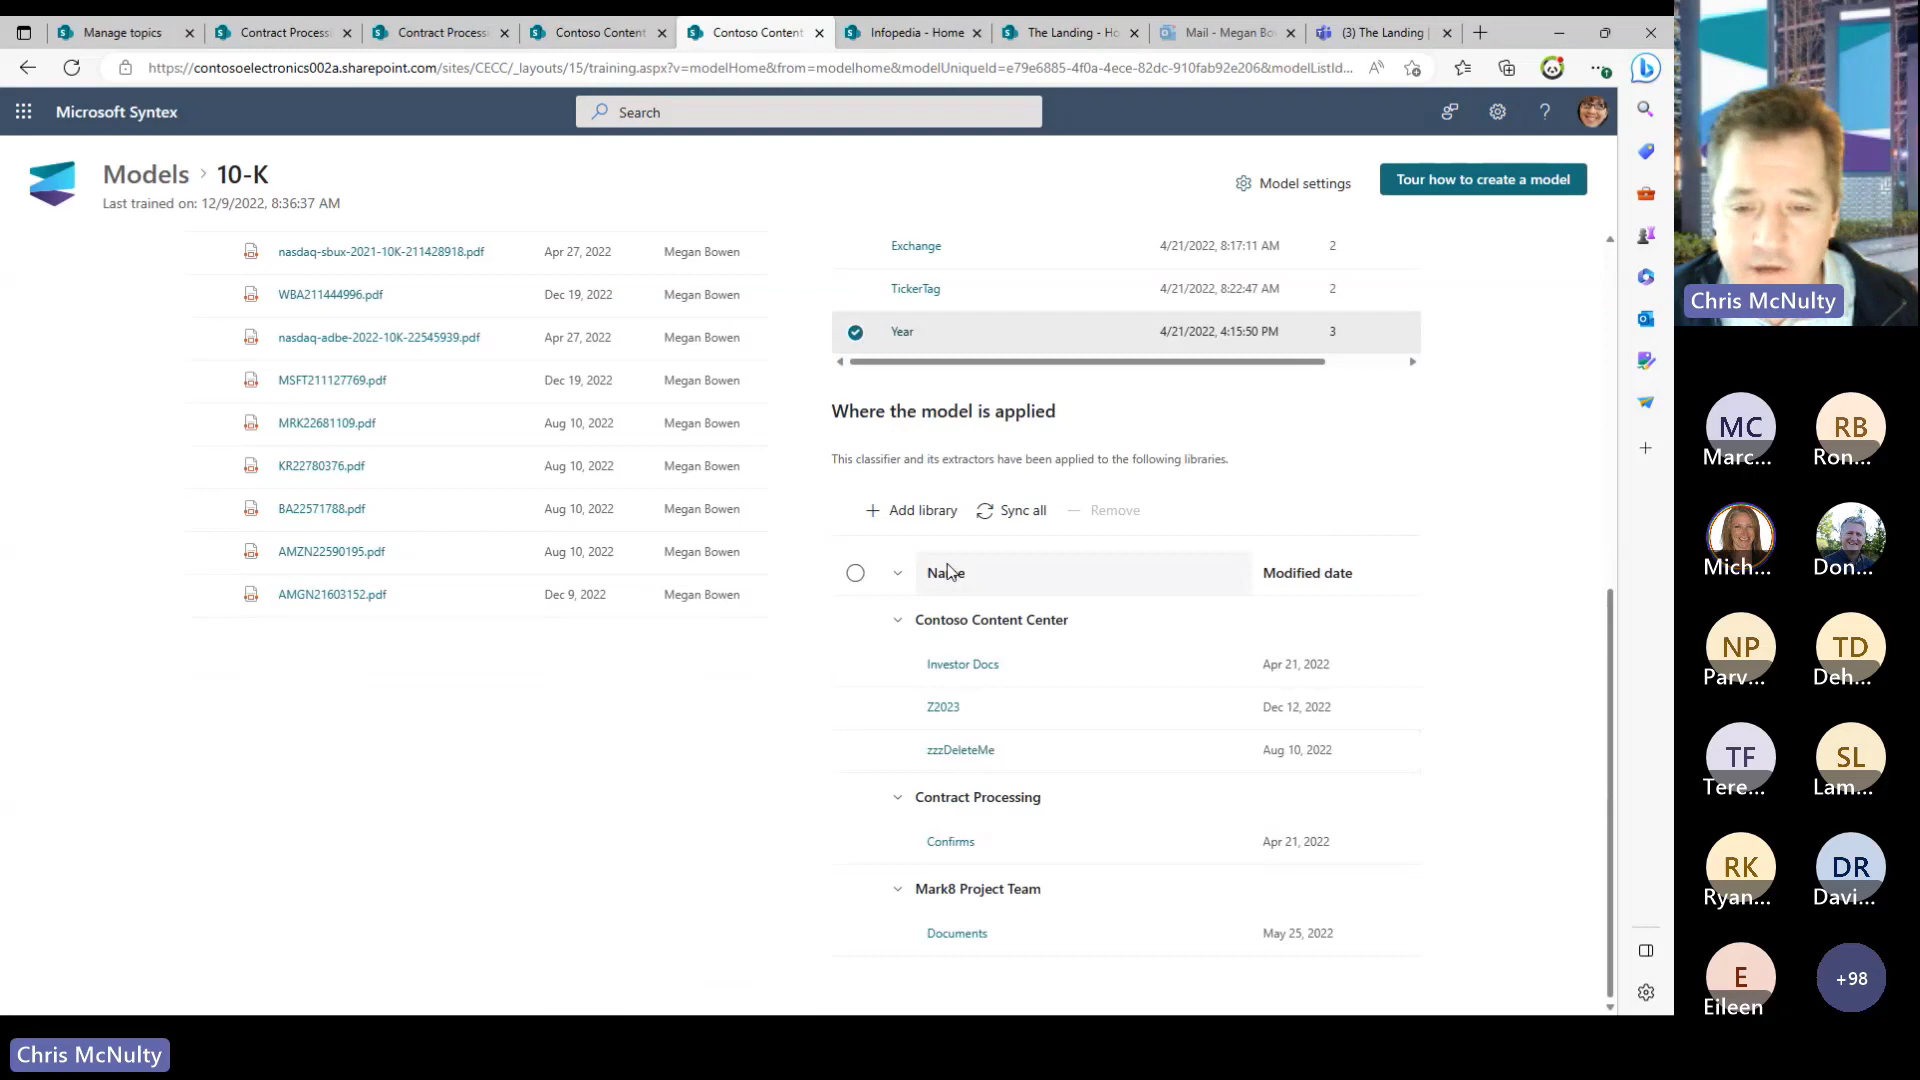 Manage topics
Contract Process
Contract Process
Contoso Content
Contoso Content
Infopedia - Home
The Landing - Ho
Mail - Megan Bo
(3) The Landing
https://contosoelectronics002a.sharepoint.com/sites/CECC/_layouts/15/training.aspx?v=modelHome&from=modelhome&modelUniqueId=e79e6885-4f0a-4ece-82dc-910fab92e206&modelListId...
Microsoft Syntex
Search
Models > 10-K
Last trained on: 12/9/2022, 8:36:37 AM
Model settings
Tour how to create a model
nasdaq-sbux-2021-10K-211428918.pdf Apr 27, 2022 Megan Bowen
WBA211444996.pdf Dec 19, 2022 Megan Bowen
nasdaq-adbe-2022-10K-22545939.pdf Apr 27, 2022 Megan Bowen
MSFT211127769.pdf Dec 19, 2022 Megan Bowen
MRK22681109.pdf Aug 10, 2022 Megan Bowen
KR22780376.pdf Aug 10, 2022 Megan Bowen
BA22571788.pdf Aug 10, 2022 Megan Bowen
AMZN22590195.pdf Aug 10, 2022 Megan Bowen
AMGN21603152.pdf Dec 9, 2022 Megan Bowen
Exchange 4/21/2022, 8:17:11 AM 2
TickerTag 4/21/2022, 8:22:47 AM 2
Year 4/21/2022, 4:15:50 PM 3
Where the model is applied
This classifier and its extractors have been applied to the following libraries.
Add library Sync all Remove
Name Modified date
Contoso Content Center
Investor Docs Apr 21, 2022
Z2023 Dec 12, 2022
zzzDeleteMe Aug 10, 2022
Contract Processing
Confirms Apr 21, 2022
Mark8 Project Team
Documents May 25, 2022
Chris McNulty
MC RB
Marc... Ron...
Mich... Don...
NP TD
Parv... Deh...
TF SL
Tere... Lam...
RK DR
Ryan... Davi...
E +98
Eileen
Chris McNulty